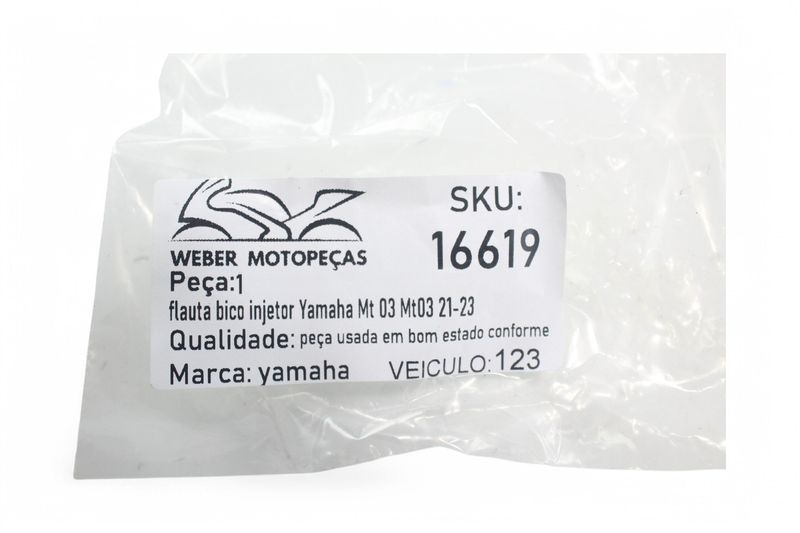 SKU:
16619
WEBER MOTOPEÇAS
Peça:1
flauta bico injetor Yamaha Mt 03 Mt03 21-23
Qualidade: peça usada em bom estado conforme
Marca: yamaha VEICULO: 123